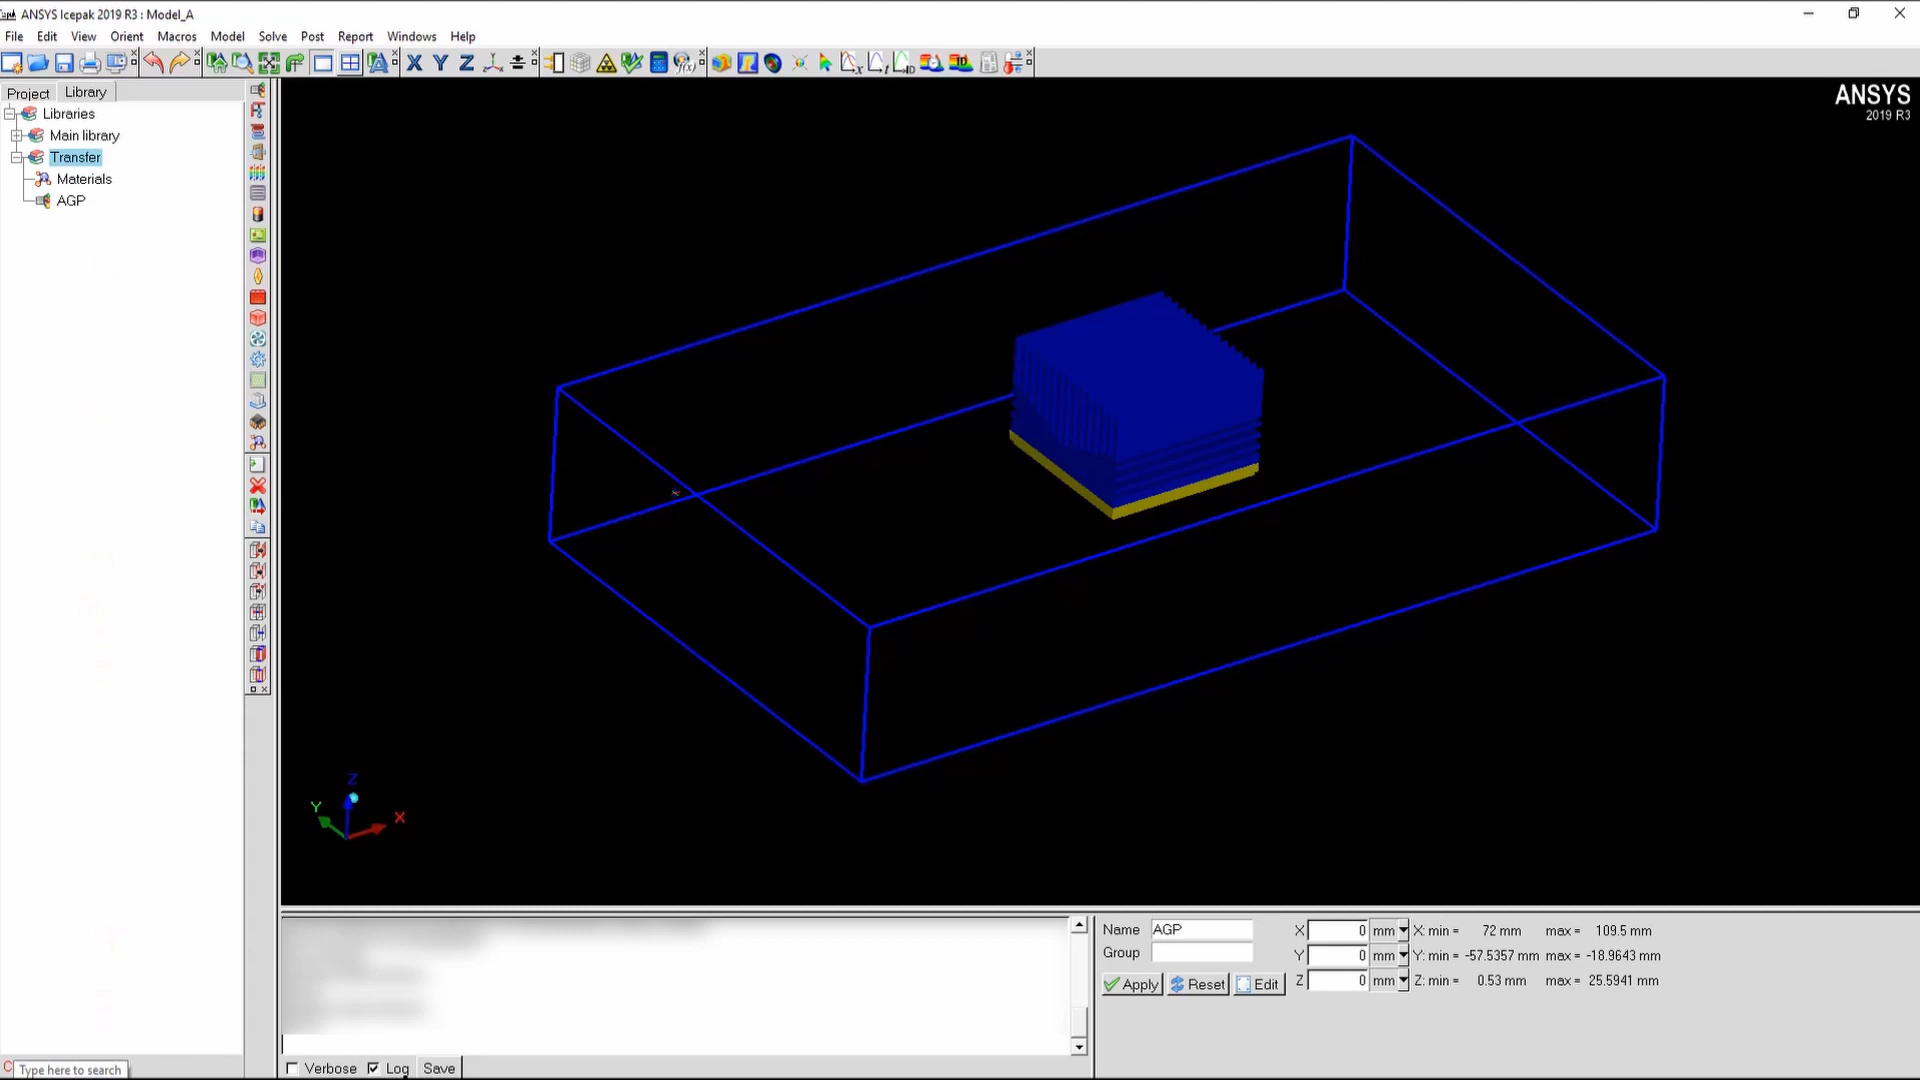 ANSYS Icepak 2019 R3 : Model_A
File Edit View Orient Macros Model Solve Post Report Windows Help
X Y Z
Project Library
Libraries
Main library
Transfer
Materials
AGP
ANSYS
2019 R3
Z
Y
X
Name AGP
Group
Apply Reset Edit
X 0 mm X: min = 72 mm max = 109.5 mm
Y 0 mm Y: min = -57.5357 mm max = -18.9643 mm
Z 0 mm Z: min = 0.53 mm max = 25.5941 mm
Verbose Log Save
Type here to search